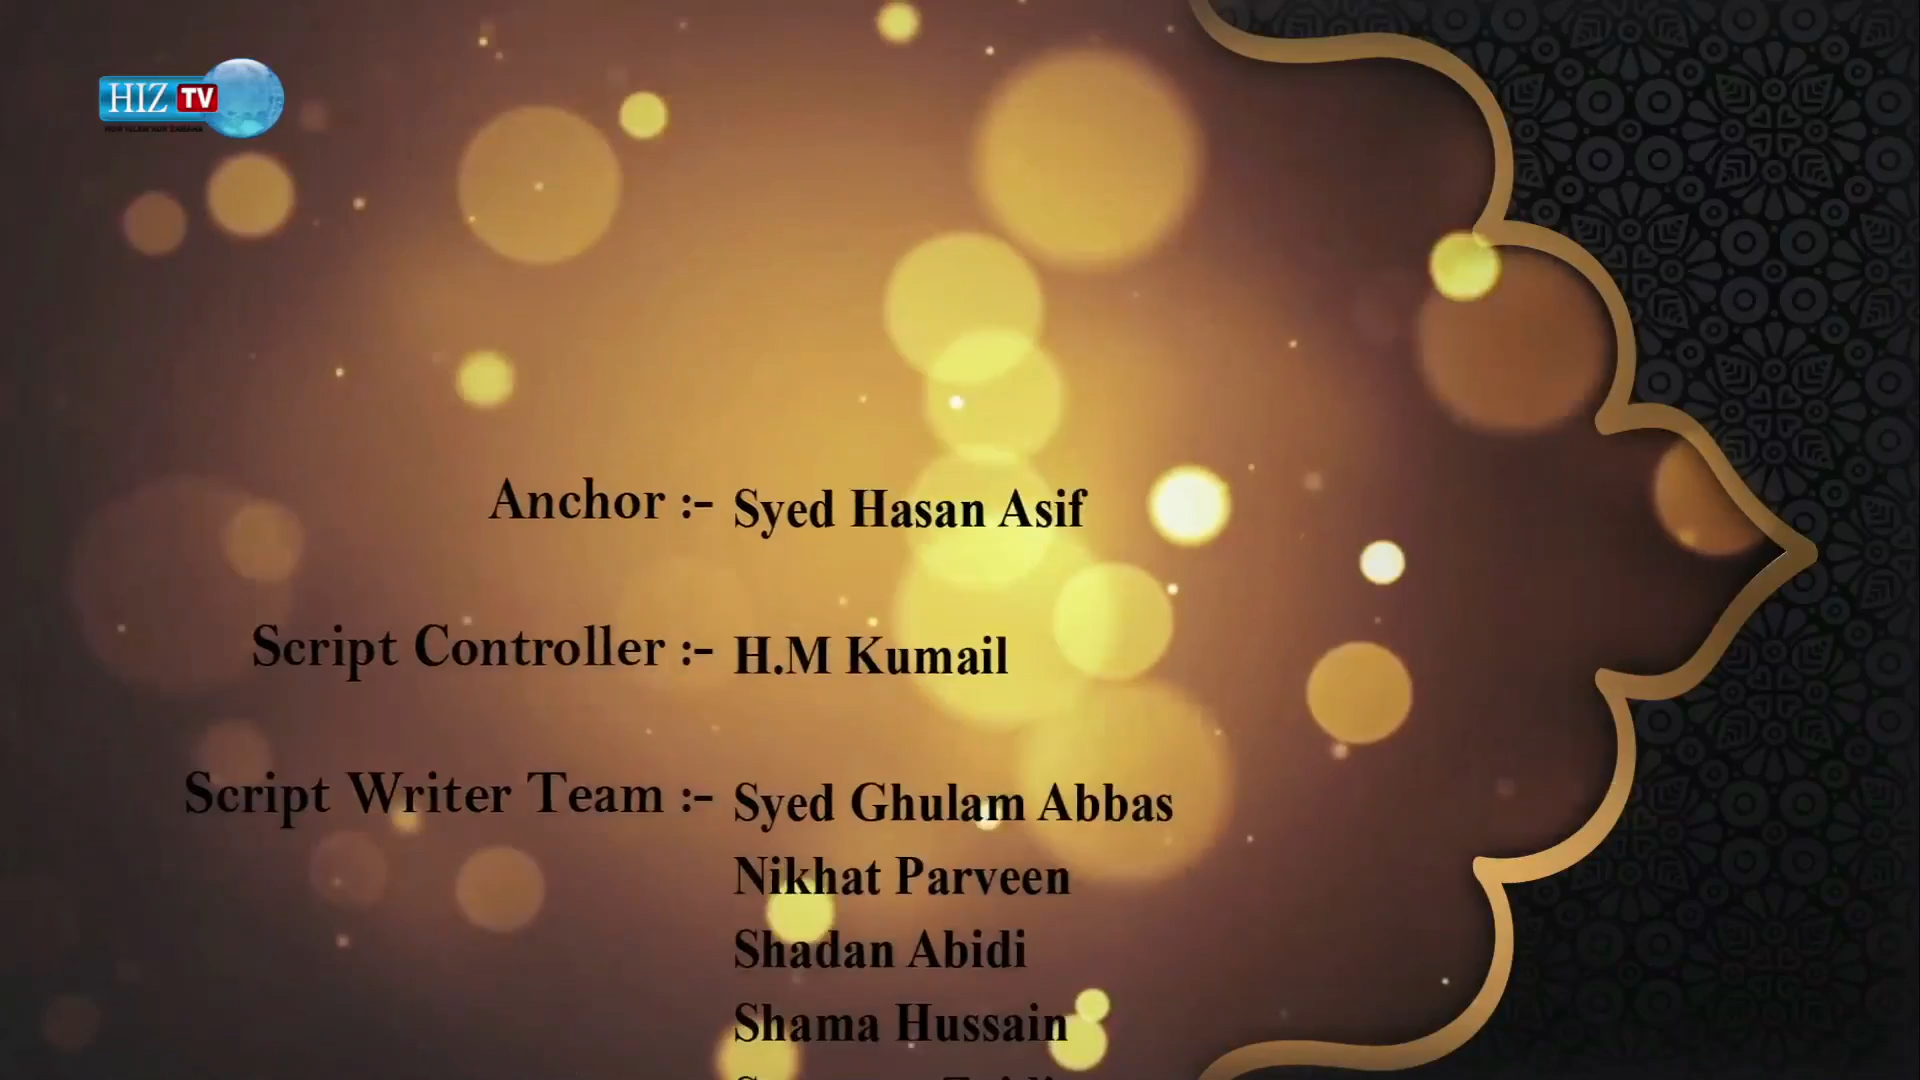 HIZ TV
Anchor :- Syed Hasan Asif
Script Controller :- H.M Kumail
Script Writer Team :- Syed Ghulam Abbas
Nikhat Parveen
Shadan Abidi
Shama Hussain